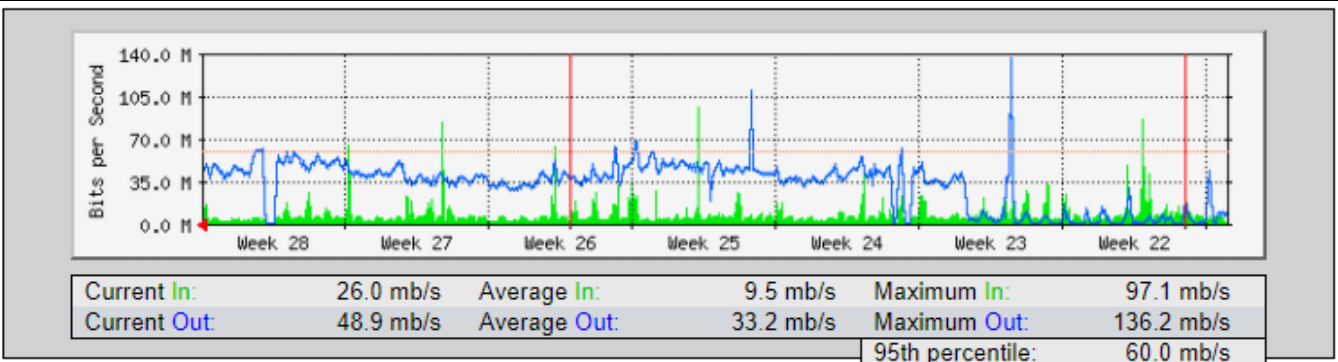 140.0 M
105.0 M
70.0 M
35.0 M
0.0 M
Bits per Second
Week 28 Week 27 Week 26 Week 25 Week 24 Week 23 Week 22
Current In: 26.0 mb/s Average In: 9.5 mb/s Maximum In: 97.1 mb/s
Current Out: 48.9 mb/s Average Out: 33.2 mb/s Maximum Out: 136.2 mb/s
95th percentile: 60.0 mb/s